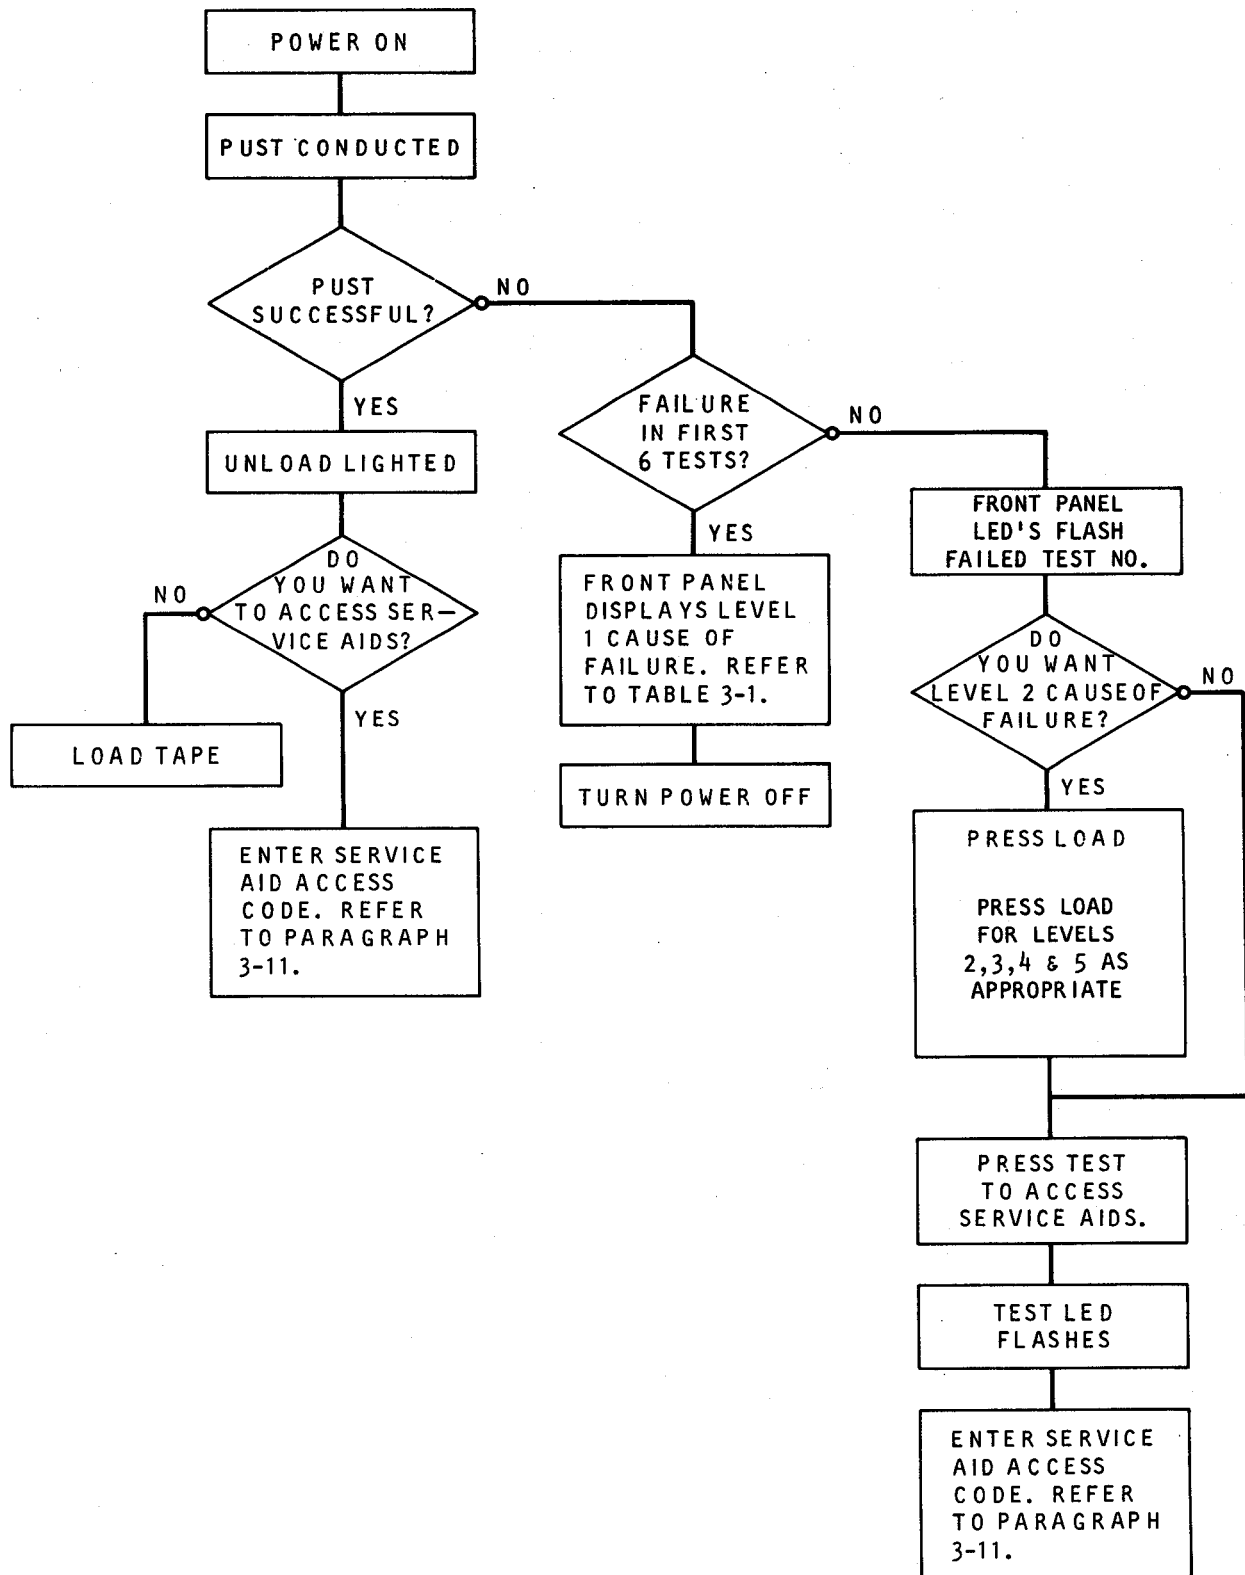 POWER ON
PUST CONDUCTED
PUST
SUCCESSFUL?
NO
YES
UNLOAD LIGHTED
DO
YOU WANT
TO ACCESS SER-
VICE AIDS?
NO
LOAD TAPE
YES
ENTER SERVICE
AID ACCESS
CODE. REFER
TO PARAGRAPH
3-11.
FAILURE
IN FIRST
6 TESTS?
NO
YES
FRONT PANEL
DISPLAYS LEVEL
1 CAUSE OF
FAILURE. REFER
TO TABLE 3-1.
TURN POWER OFF
FRONT PANEL
LED'S FLASH
FAILED TEST NO.
DO
YOU WANT
LEVEL 2 CAUSE OF
FAILURE?
NO
YES
PRESS LOAD
PRESS LOAD
FOR LEVELS
2,3,4 & 5 AS
APPROPRIATE
PRESS TEST
TO ACCESS
SERVICE AIDS.
TEST LED
FLASHES
ENTER SERVICE
AID ACCESS
CODE. REFER
TO PARAGRAPH
3-11.